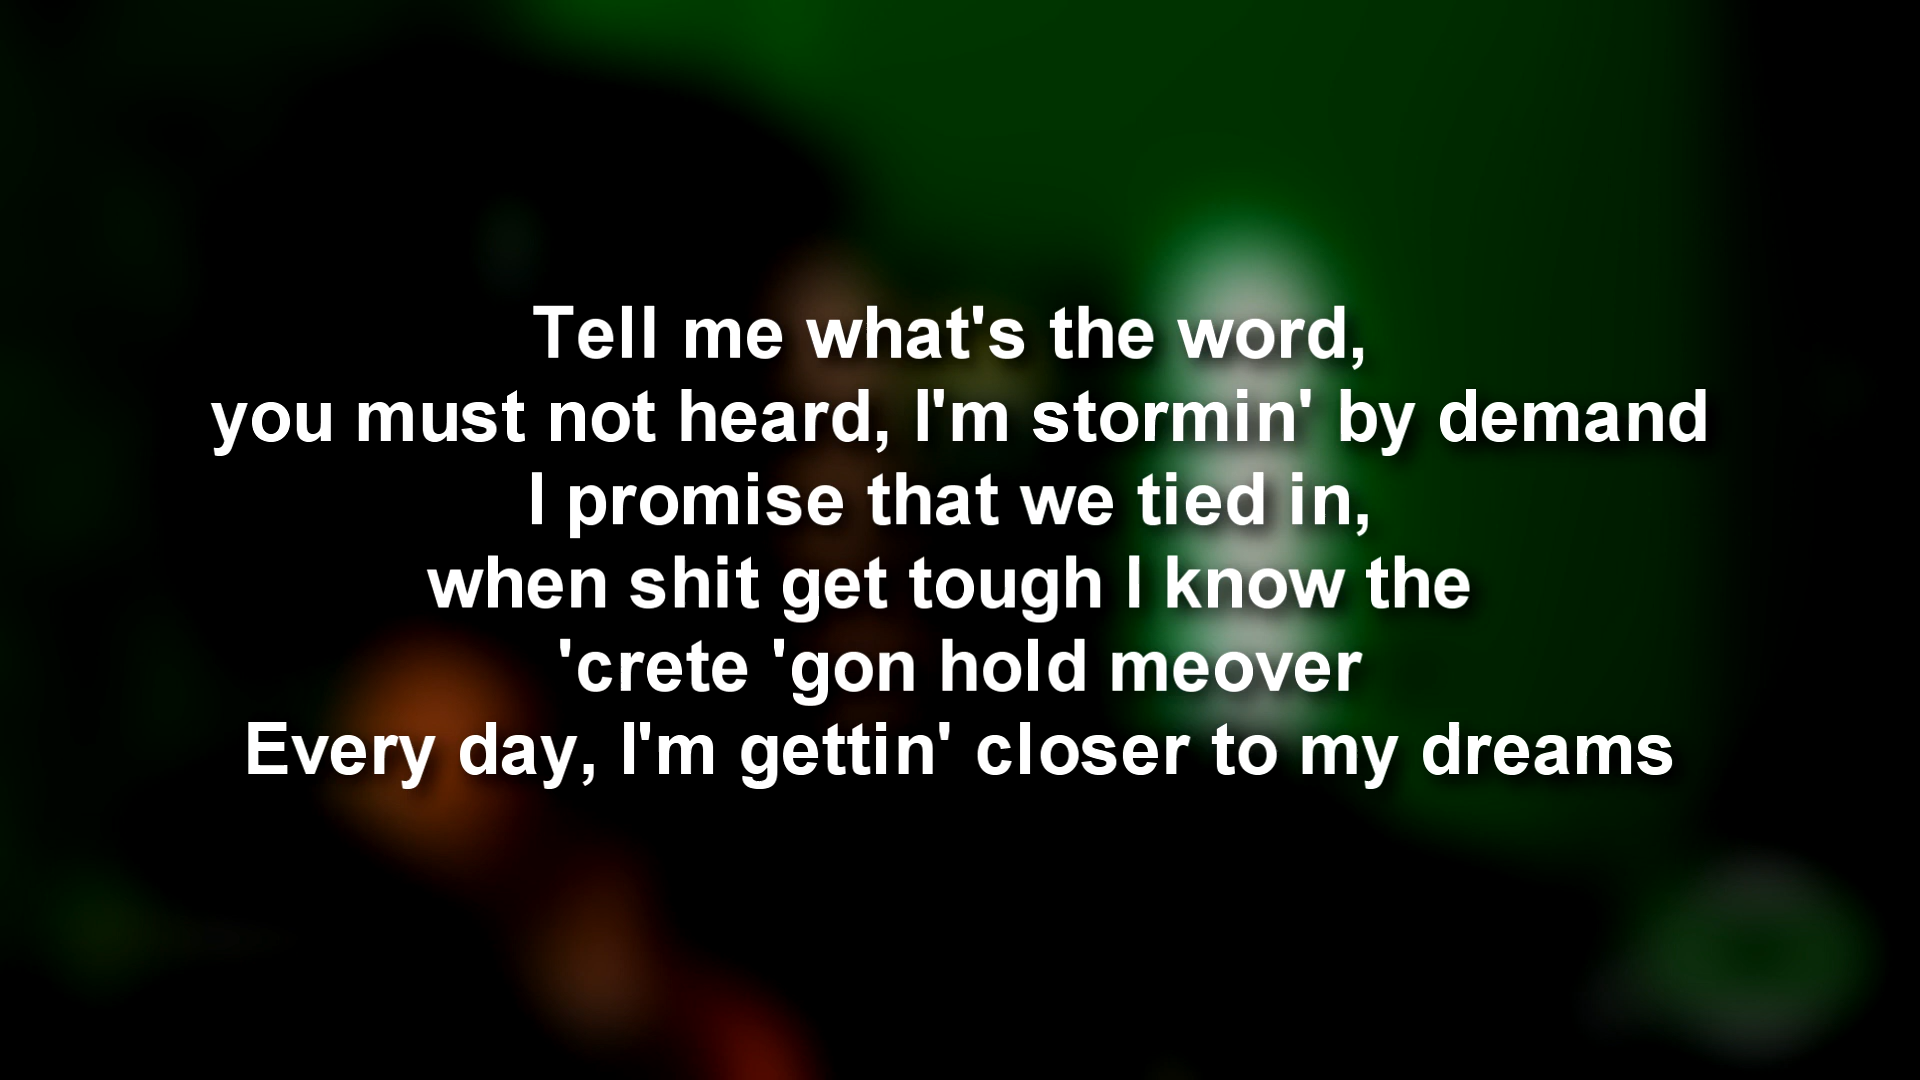 Tell me what's the word,
you must not heard, I'm stormin' by demand
I promise that we tied in,
when shit get tough I know the
'crete 'gon hold meover
Every day, I'm gettin' closer to my dreams